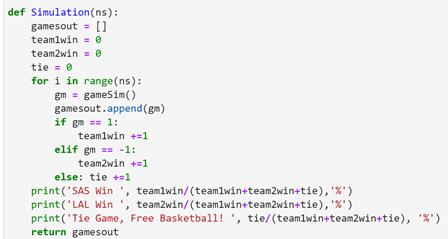 def Simulation(ns):
    gamesout = []
    team1win = 0
    team2win = 0
    tie = 0
    for i in range(ns):
        gm = gameSim()
        gamesout.append(gm)
        if gm == 1:
            team1win +=1
        elif gm == -1:
            team2win +=1
        else: tie +=1
    print('SAS Win ', team1win/(team1win+team2win+tie),'%')
    print('LAL Win ', team2win/(team1win+team2win+tie),'%')
    print('Tie Game, Free Basketball! ', tie/(team1win+team2win+tie), '%')
    return gamesout